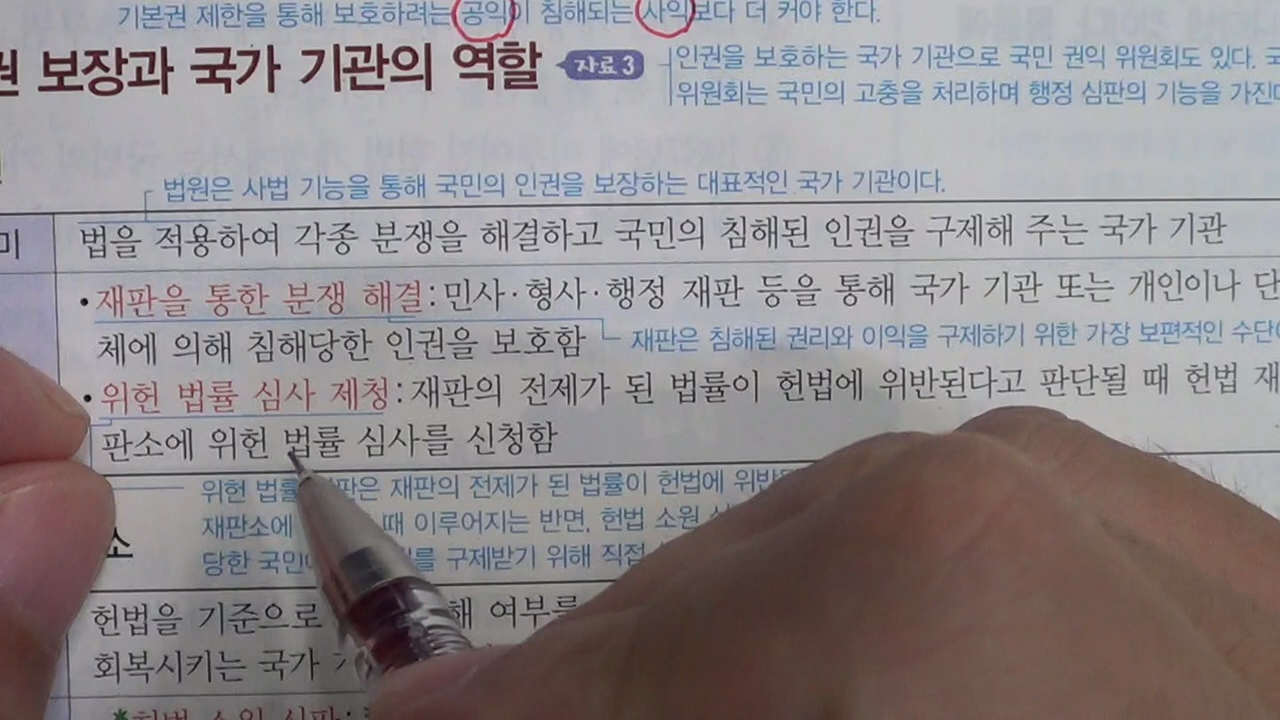 기본권 제한을 통해 보호하려는 공익이 침해되는 사익보다 더 커야 한다.
권 보장과 국가 기관의 역할 자료 3
인권을 보호하는 국가 기관으로 국민 권익 위원회도 있다.
위원회는 국민의 고충을 처리하며 행정 심판의 기능을 가진다
법원은 사법 기능을 통해 국민의 인권을 보장하는 대표적인 국가 기관이다.
미 법을 적용하여 각종 분쟁을 해결하고 국민의 침해된 인권을 구제해 주는 국가 기관
• 재판을 통한 분쟁 해결: 민사·형사·행정 재판 등을 통해 국가 기관 또는 개인이나 단
체에 의해 침해당한 인권을 보호함
재판은 침해된 권리와 이익을 구제하기 위한 가장 보편적인 수단
• 위헌 법률 심사 제청: 재판의 전제가 된 법률이 헌법에 위반된다고 판단될 때 헌법 재
판소에 위헌 법률 심사를 신청함
위헌 법률 판은 재판의 전제가 된 법률이 헌법에 위반
재판소에 때 이루어지는 반면, 헌법 소원
소
당한 국민 를 구제받기 위해 직접
헌법을 기준으로 해 여부를
회복시키는 국가
헌법 소원 심판: